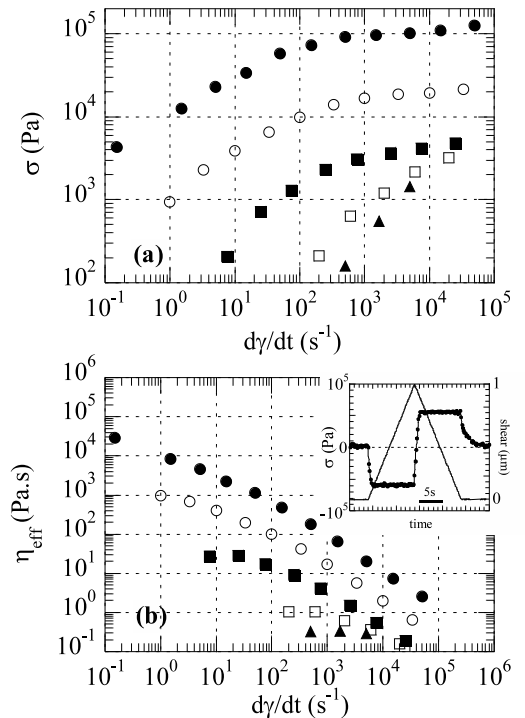 10^5
10^4
10^3
10^2
σ (Pa)
(a)
10^-1 10^0 10^1 10^2 10^3 10^4 10^5
dγ/dt (s^-1)
10^6
10^5
10^4
10^3
10^2
10^1
10^0
10^-1
η_eff (Pa.s)
(b)
10^5
0
-10^5
σ (Pa)
1
0
shear (μm)
5s
time
10^-1 10^0 10^1 10^2 10^3 10^4 10^5 10^6
dγ/dt (s^-1)